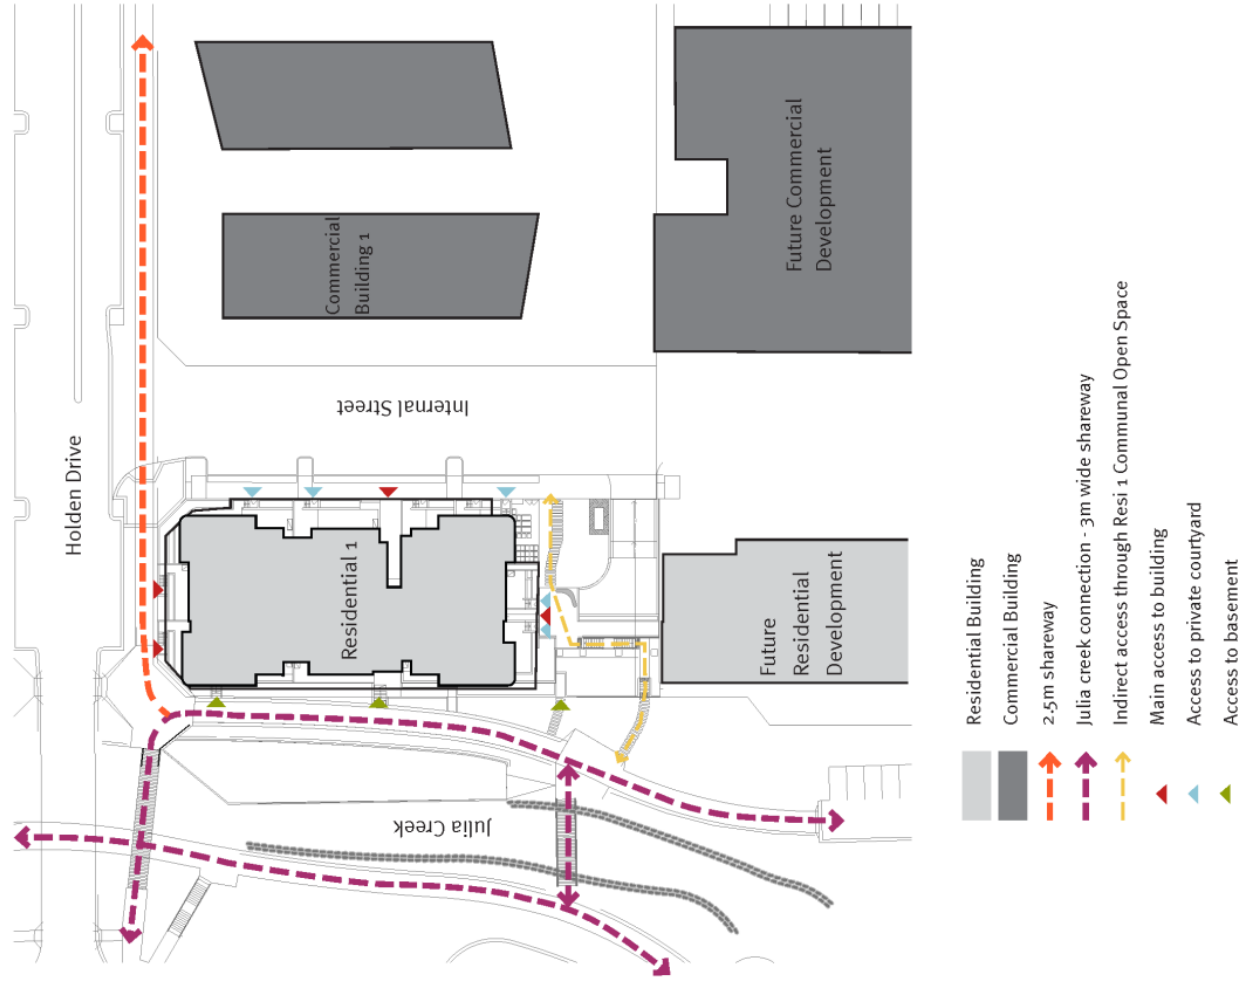 Holden Drive
Commercial
Building 1
Future Commercial
Development
Internal Street
Residential 1
Future
Residential
Development
Julia Creek
Residential Building
Commercial Building
2.5m shareway
Julia creek connection - 3m wide shareway
Indirect access through Resi 1 Communal Open Space
Main access to building
Access to private courtyard
Access to basement